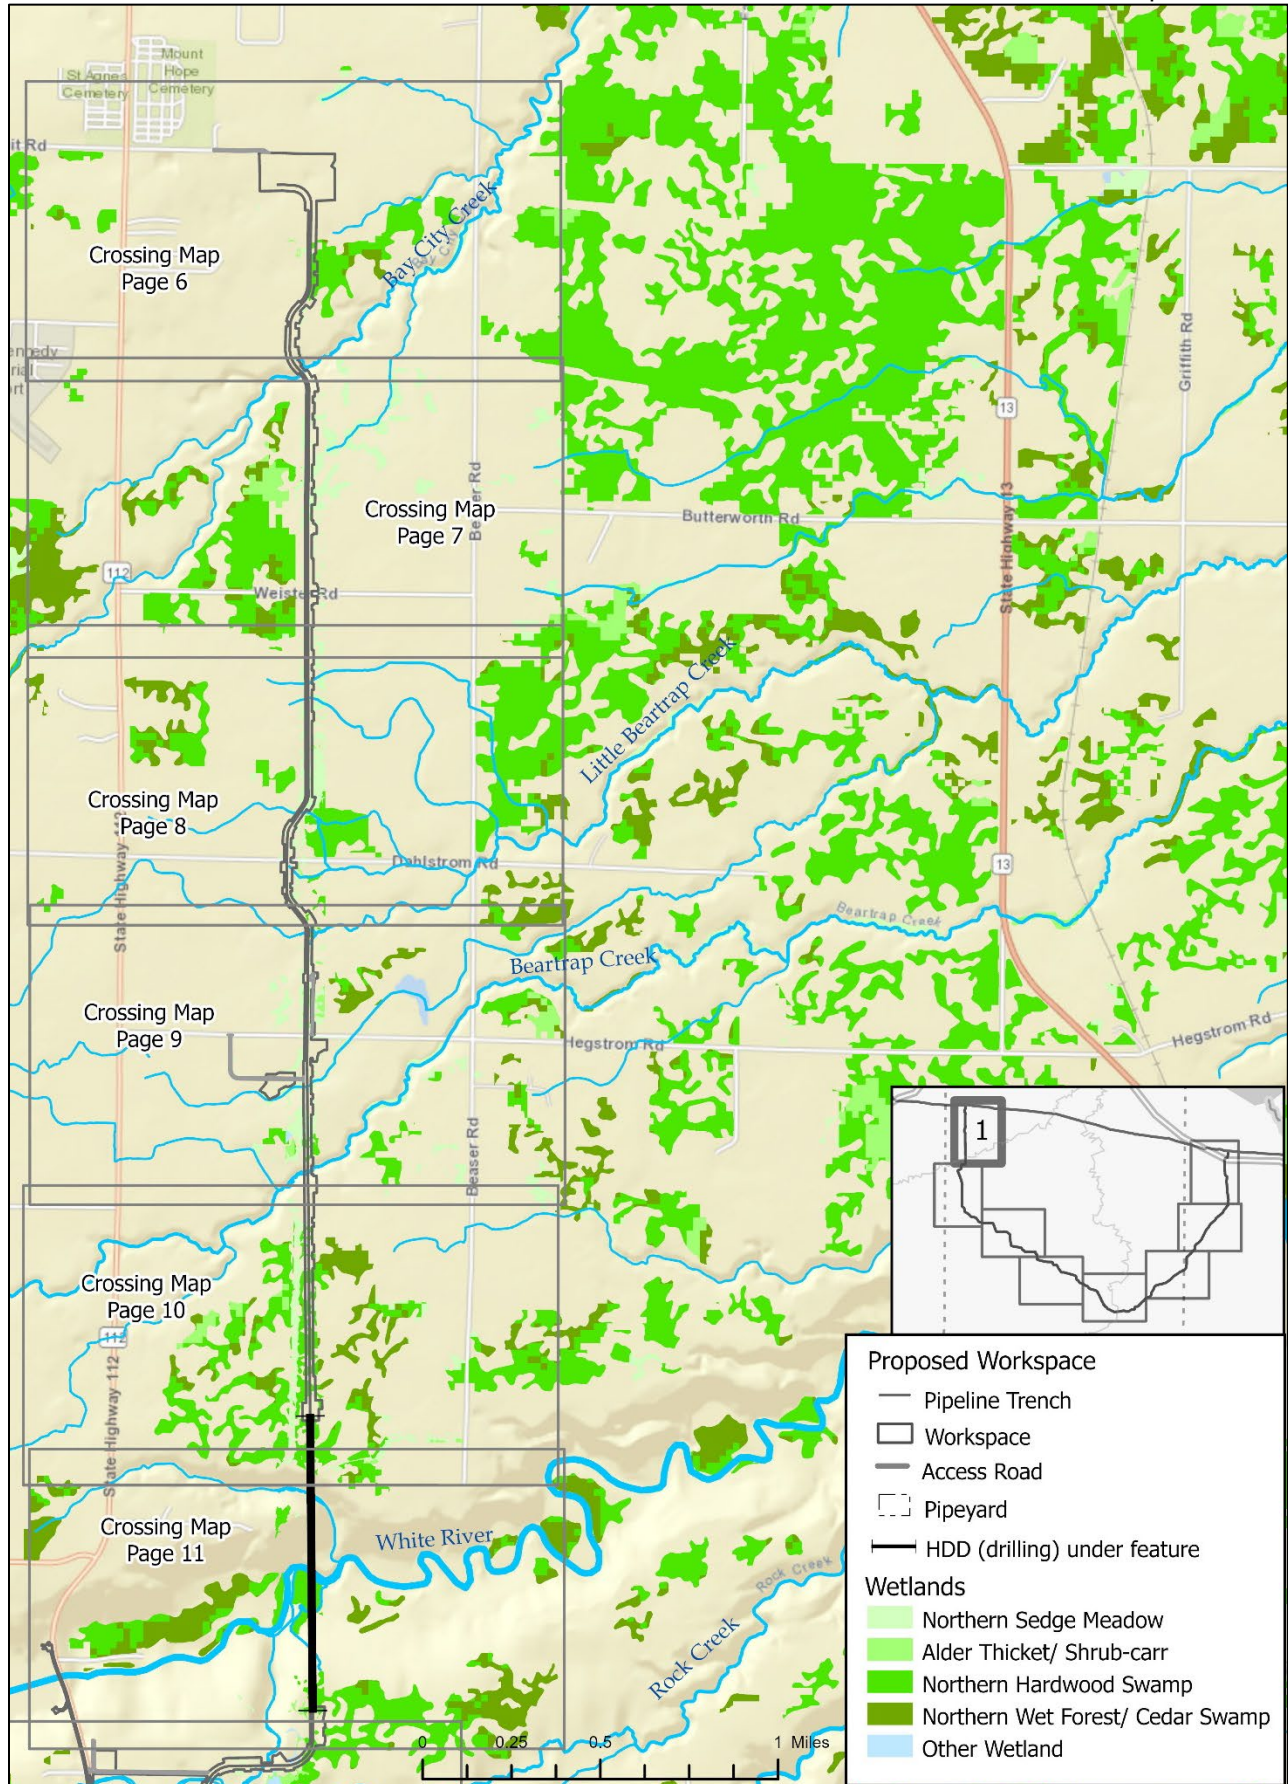 Mount
Hope
Cemetery
St Agnes
Cemetery
it Rd
Crossing Map
Page 6
Bay City Creek
Bay City
Griffith Rd
13
State Highway 13
Crossing Map
Page 7
Beaser Rd
Butterworth Rd
112
Weister Rd
Little Beartrap Creek
Crossing Map
Page 8
State Highway 112
Dahlstrom Rd
13
Beartrap Creek
Beartrap Creek
Crossing Map
Page 9
Hegstrom Rd
Hegstrom Rd
Beaser Rd
1
Crossing Map
Page 10
112
State Highway 112
Crossing Map
Page 11
White River
Rock Creek
Rock Creek
0 0.25 0.5 1 Miles
Proposed Workspace
Pipeline Trench
Workspace
Access Road
Pipeyard
HDD (drilling) under feature
Wetlands
Northern Sedge Meadow
Alder Thicket/ Shrub-carr
Northern Hardwood Swamp
Northern Wet Forest/ Cedar Swamp
Other Wetland